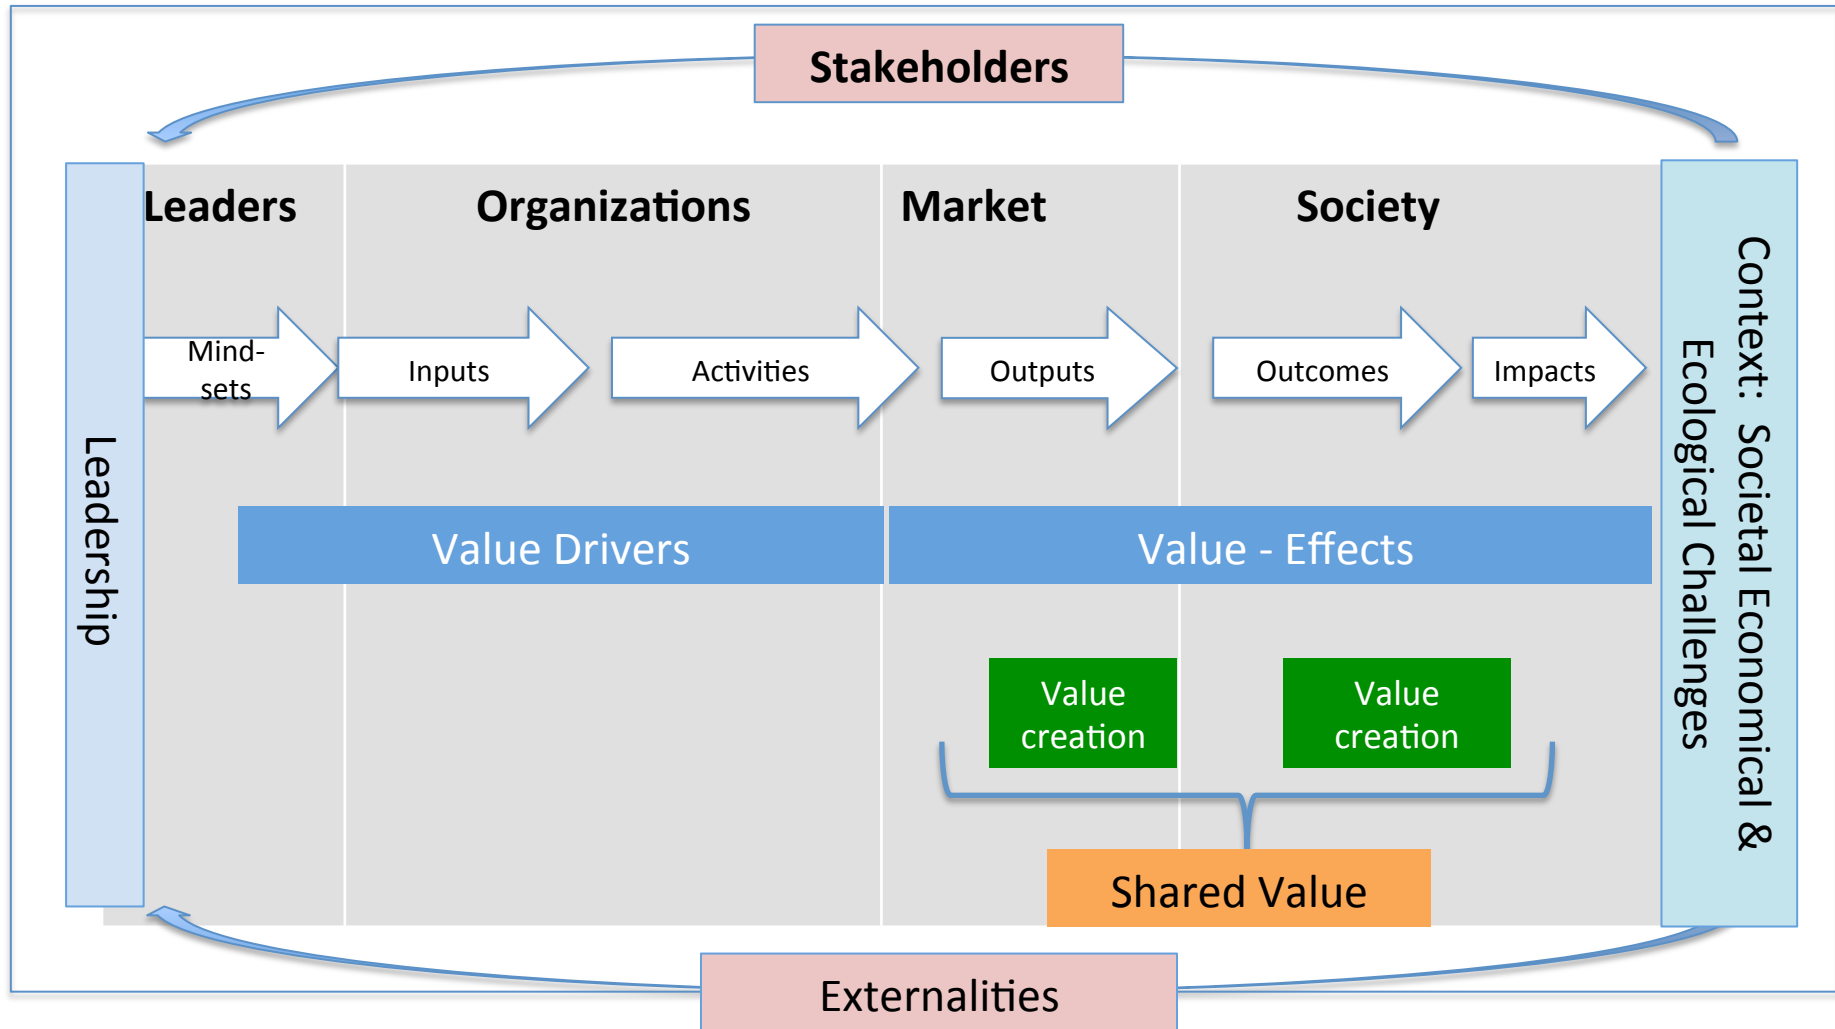 Stakeholders
Leaders
Organizations
Market
Society
Mind-
sets
Inputs
Activities
Outputs
Outcomes
Impacts
Leadership
Context:  Societal Economical &
Ecological Challenges
Value Drivers
Value - Effects
Value
creation
Value
creation
Shared Value
Externalities